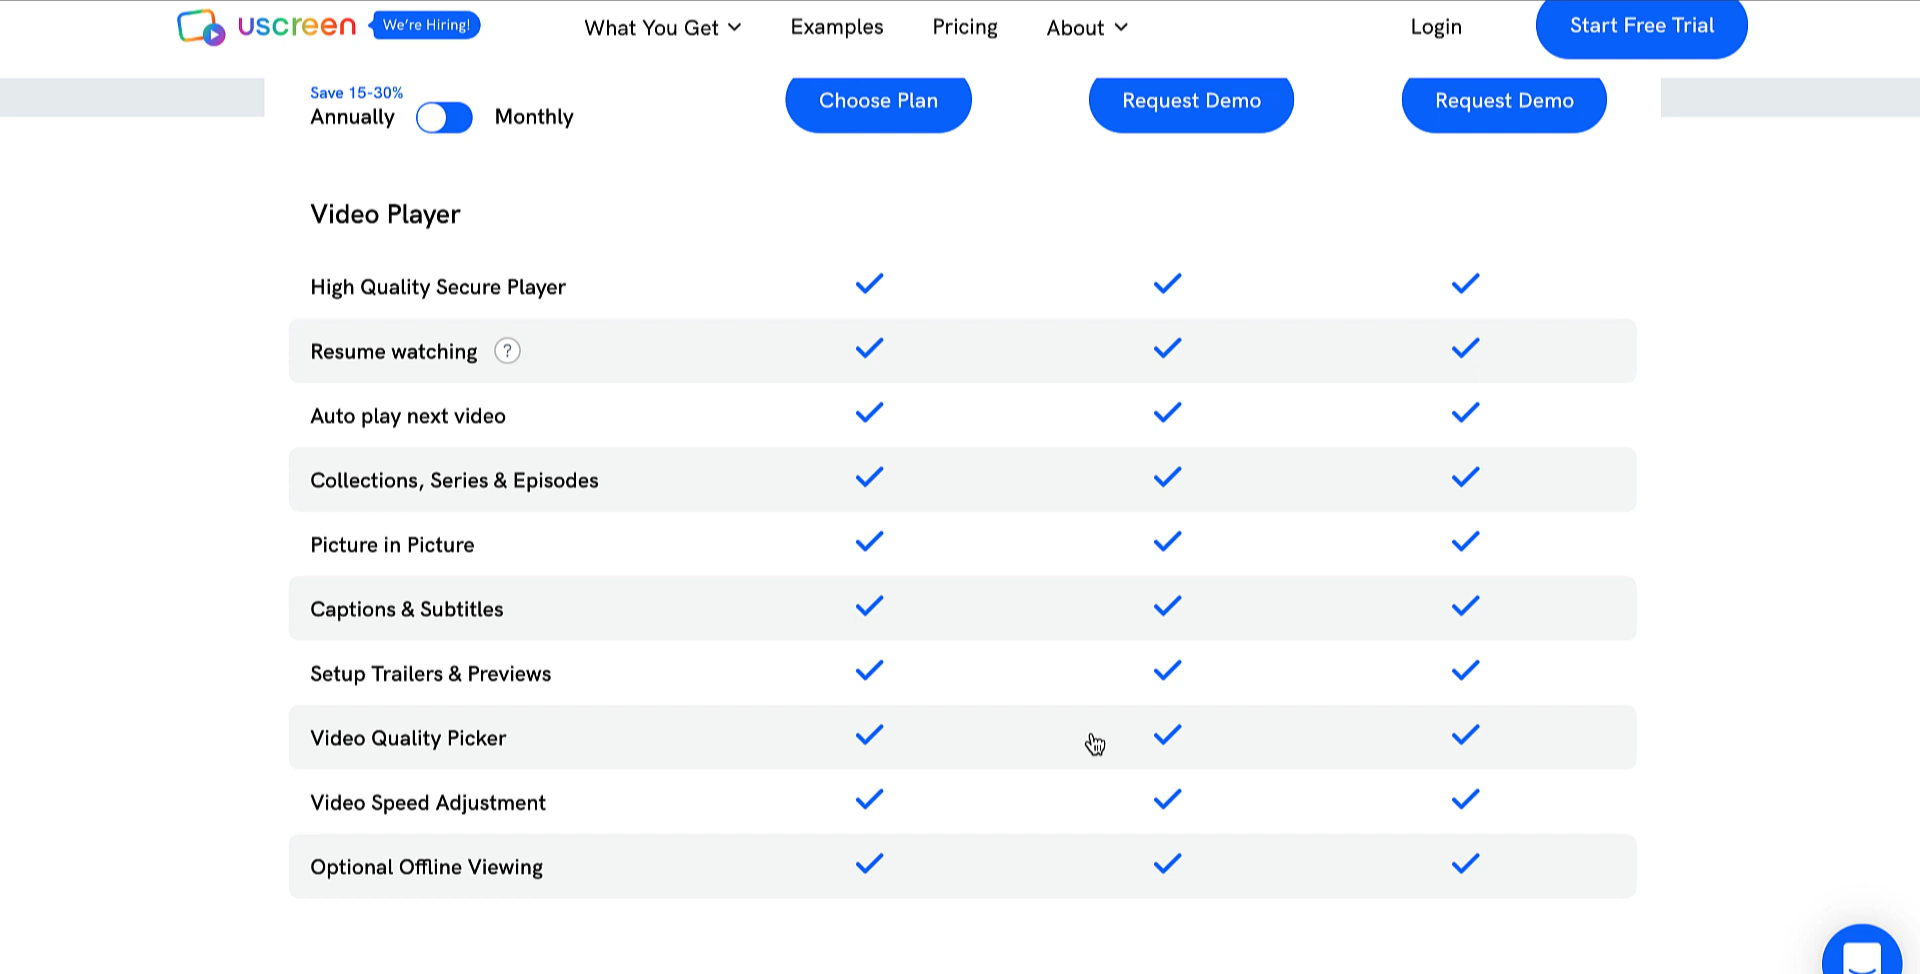 uscreen We're Hiring! What You Get Examples Pricing About Login Start Free Trial
Save 15-30%
Annually Monthly Choose Plan Request Demo Request Demo
Video Player
High Quality Secure Player
Resume watching ?
Auto play next video
Collections, Series & Episodes
Picture in Picture
Captions & Subtitles
Setup Trailers & Previews
Video Quality Picker
Video Speed Adjustment
Optional Offline Viewing